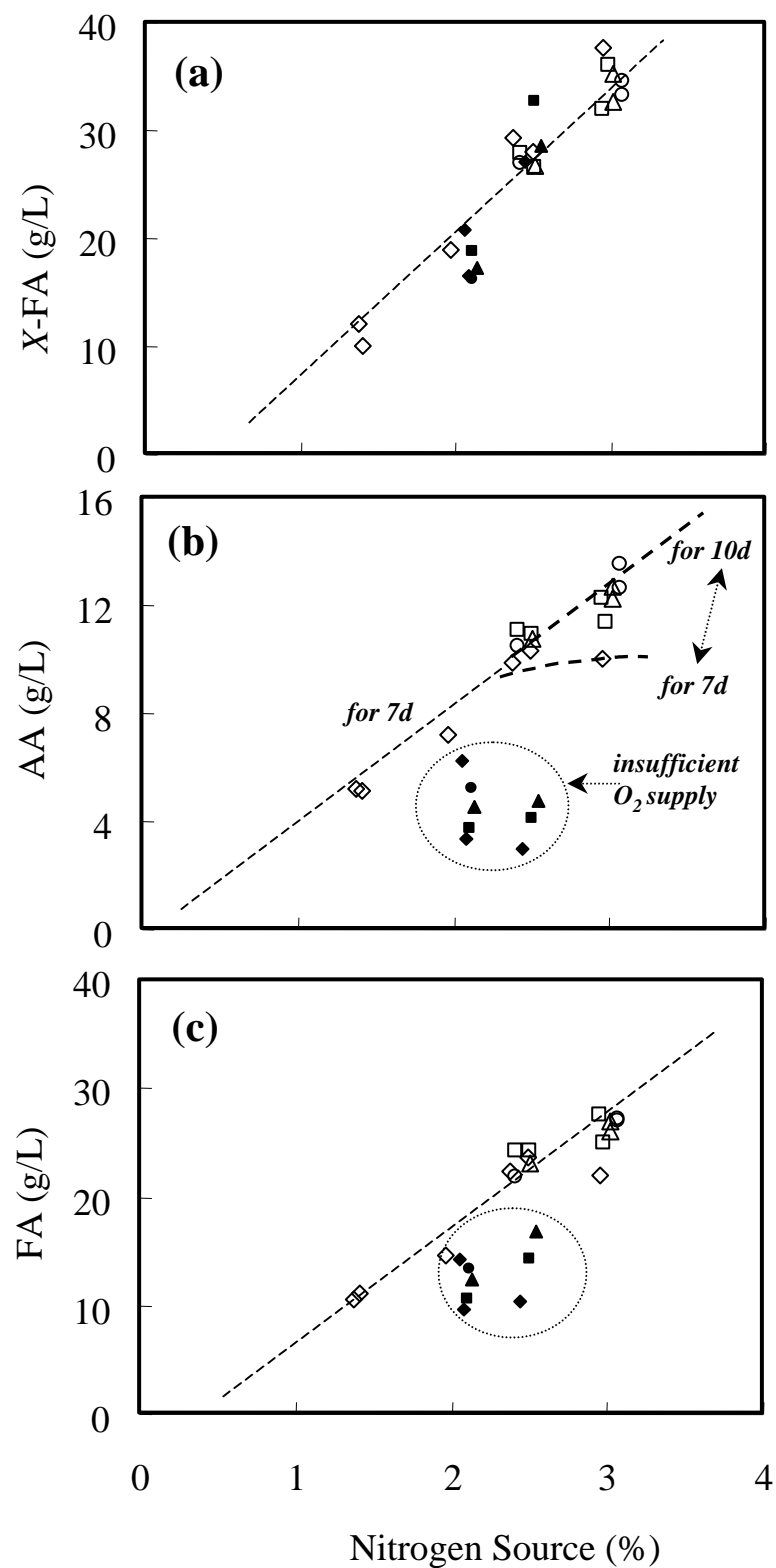 40
(a)
30
20
10
0
X-FA (g/L)
16
(b)
for 10d
12
for 7d
8
for 7d
insufficient
O2 supply
4
0
AA (g/L)
40
(c)
30
20
10
0
FA (g/L)
0 1 2 3 4
Nitrogen Source (%)